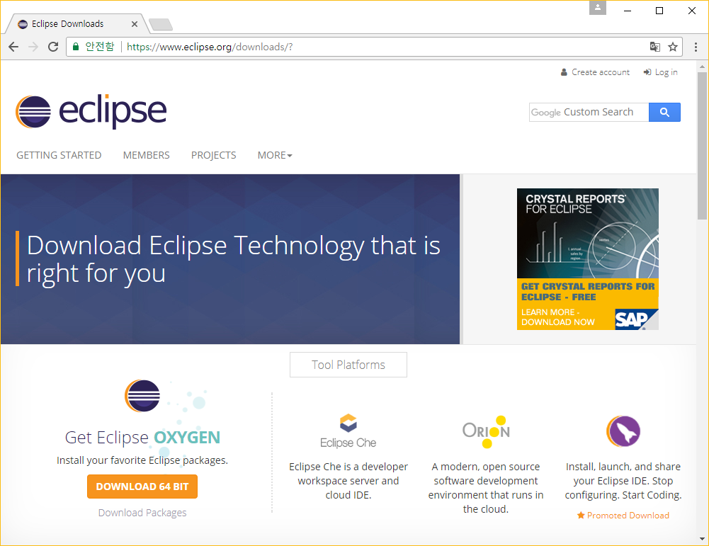 Eclipse Downloads
안전함 https://www.eclipse.org/downloads/?
Create account Log in
eclipse
Google Custom Search
GETTING STARTED MEMBERS PROJECTS MORE
Download Eclipse Technology that is
right for you
CRYSTAL REPORTS
FOR ECLIPSE
GET CRYSTAL REPORTS FOR
ECLIPSE - FREE
LEARN MORE -
DOWNLOAD NOW
SAP
Tool Platforms
Get Eclipse OXYGEN
Install your favorite Eclipse packages.
DOWNLOAD 64 BIT
Download Packages
Eclipse Che
Eclipse Che is a developer
workspace server and
cloud IDE.
ORION
A modern, open source
software development
environment that runs in
the cloud.
Install, launch, and share
your Eclipse IDE. Stop
configuring. Start Coding.
Promoted Download